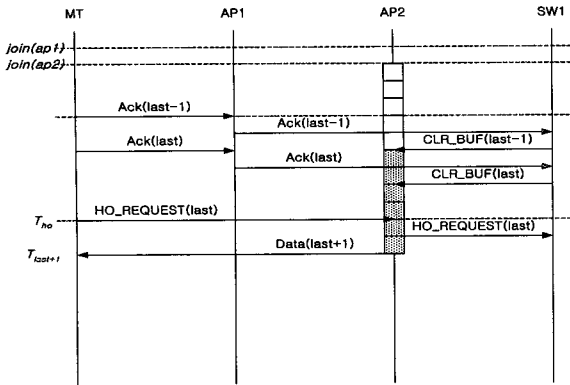 MT AP1 AP2 SW1
join(ap1)
join(ap2)
Ack(last-1)
Ack(last-1)
CLR_BUF(last-1)
Ack(last)
Ack(last)
CLR_BUF(last)
HO_REQUEST(last)
T_ho
HO_REQUEST(last)
Data(last+1)
T_last+1